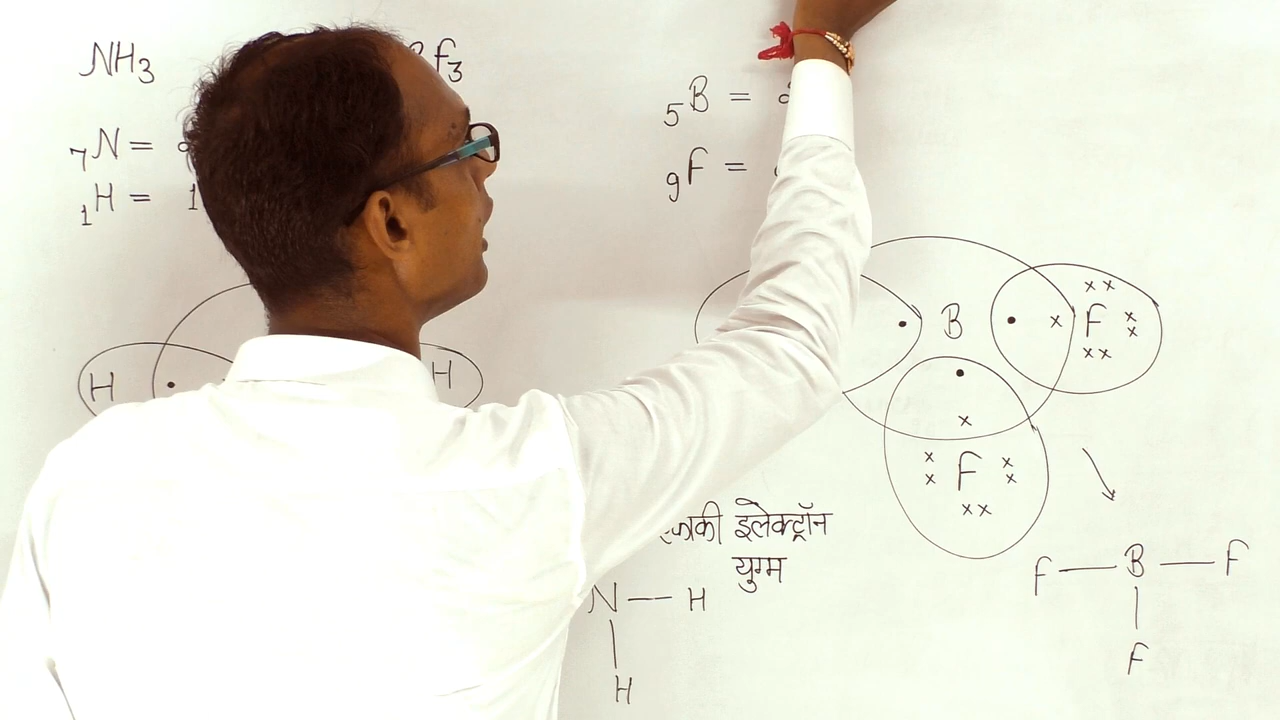 NH₃
f₃
₇N =
₁H = 1
₅B =
₉F =
H
H
B
x F x x x x x x
x
x x F x x x x
इलेक्ट्रॉन
युग्म
N — H
H
F — B — F
F